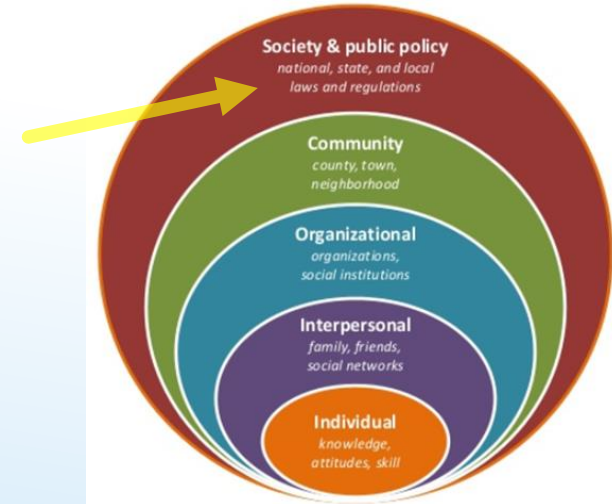 Society & public policy
national, state, and local
laws and regulations
Community
county, town,
neighborhood
Organizational
organizations,
social institutions
Interpersonal
family, friends,
social networks
Individual
knowledge,
attitudes, skill